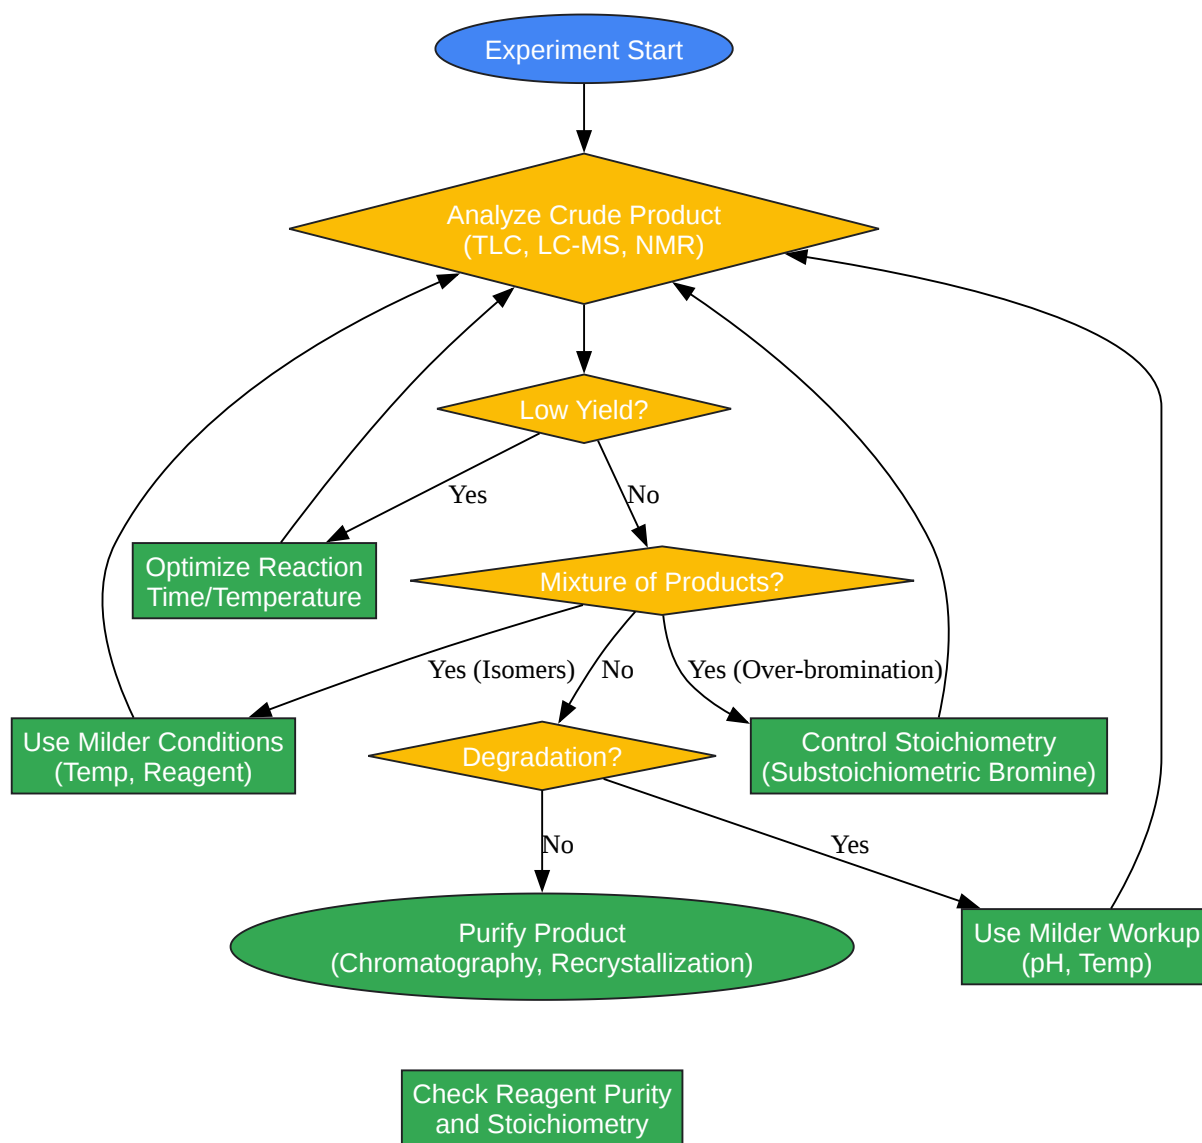 Experiment Start
Analyze Crude Product
(TLC, LC-MS, NMR)
Low Yield?
Yes
No
Optimize Reaction
Time/Temperature
Mixture of Products?
Yes (Isomers)
No
Yes (Over-bromination)
Use Milder Conditions
(Temp, Reagent)
Degradation?
Control Stoichiometry
(Substoichiometric Bromine)
No
Yes
Purify Product
(Chromatography, Recrystallization)
Use Milder Workup
(pH, Temp)
Check Reagent Purity
and Stoichiometry